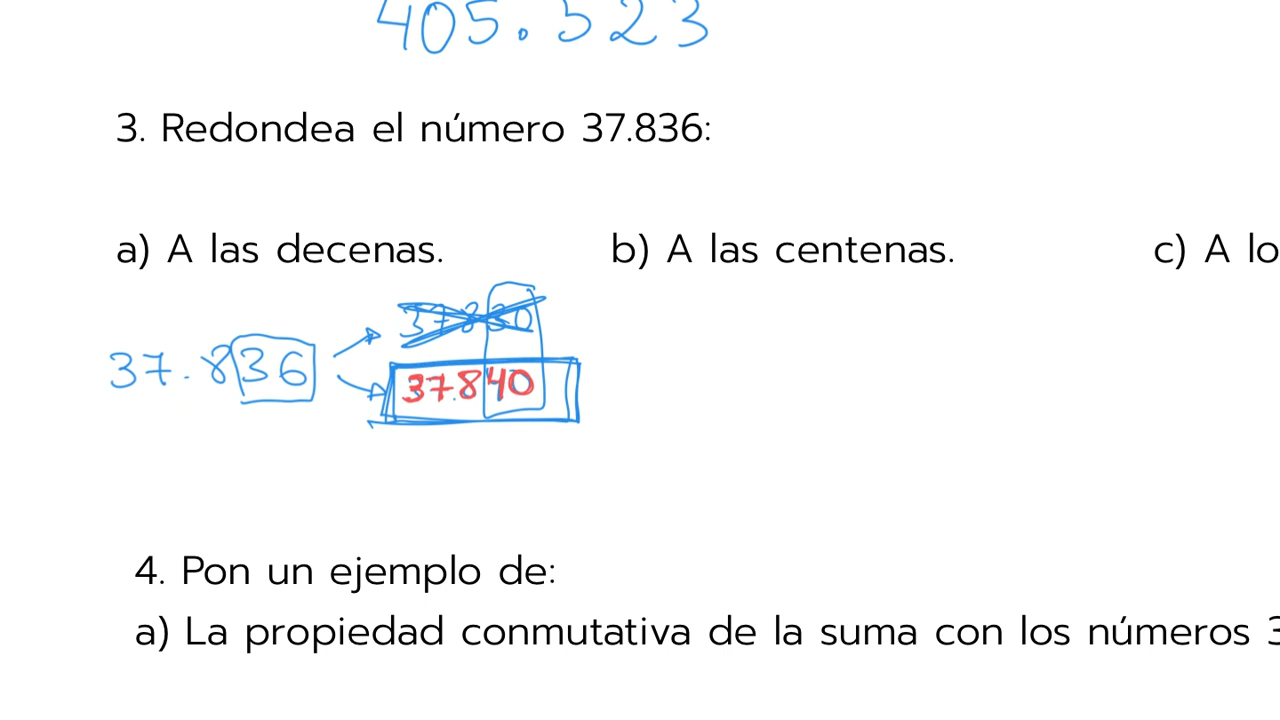 405.523
3. Redondea el número 37.836:
a) A las decenas. b) A las centenas. c) A lo
37.836
37830
37.840
4. Pon un ejemplo de:
a) La propiedad conmutativa de la suma con los números 3